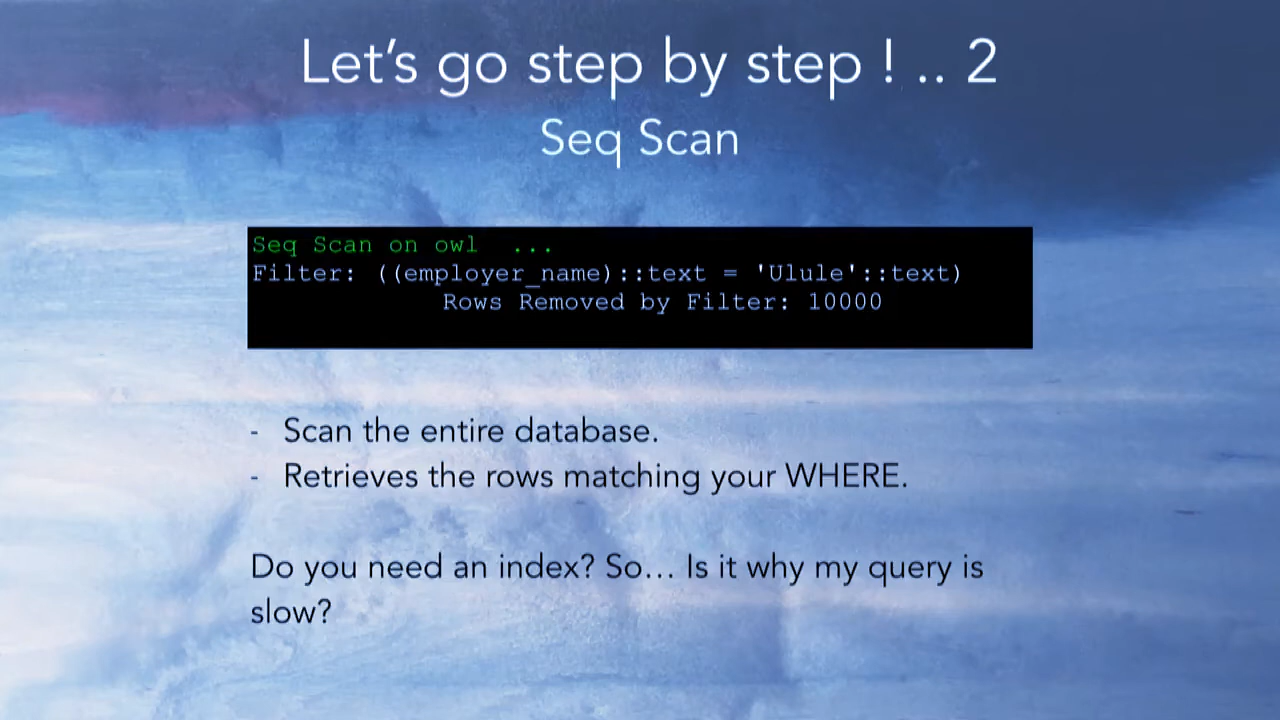 Let’s go step by step ! .. 2
Seq Scan
Seq Scan on owl  ...
Filter: ((employer_name)::text = 'Ulule'::text)
Rows Removed by Filter: 10000
- Scan the entire database.
- Retrieves the rows matching your WHERE.
Do you need an index? So… Is it why my query is
slow?